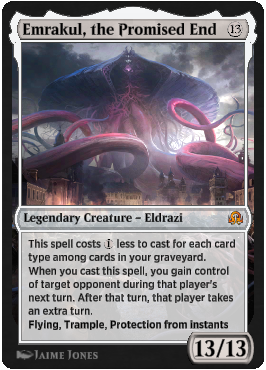 Emrakul, the Promised End 13
Legendary Creature – Eldrazi
This spell costs 1 less to cast for each card
type among cards in your graveyard.
When you cast this spell, you gain control
of target opponent during that player's
next turn. After that turn, that player takes
an extra turn.
Flying, Trample, Protection from instants
13/13
Jaime Jones